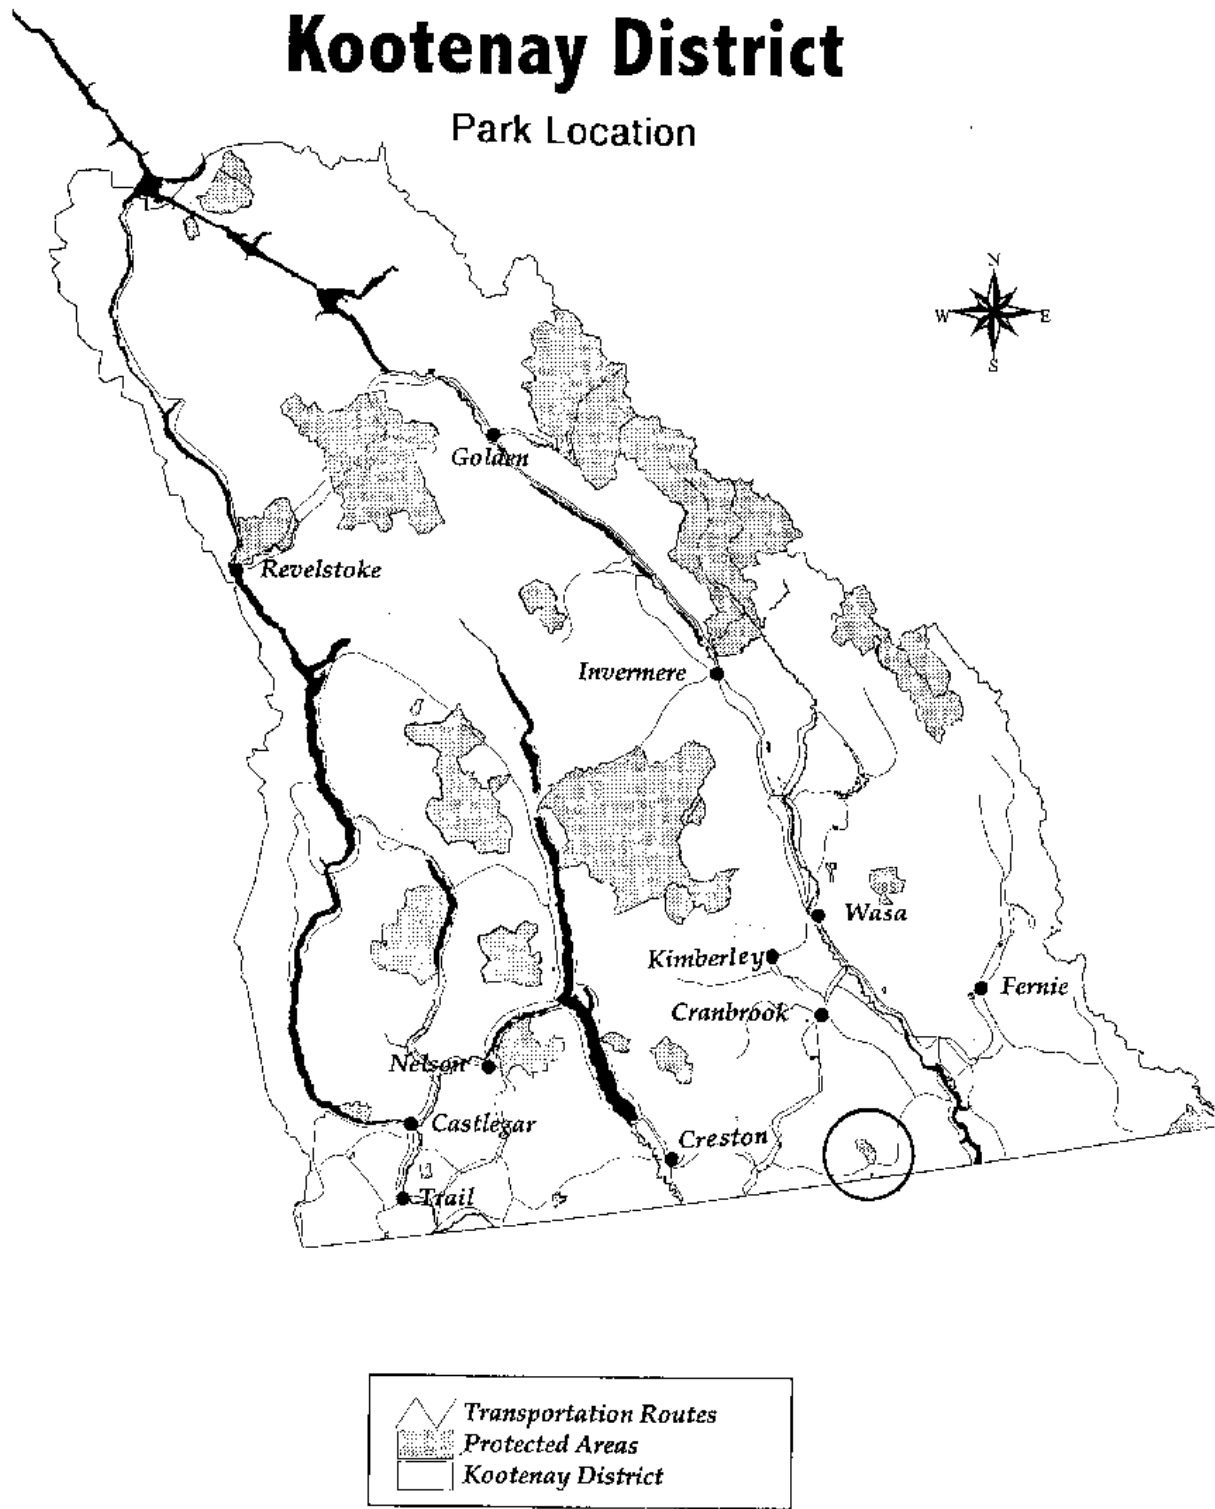 Kootenay District
Park Location
N
W E
S
Golden
Revelstoke
Invermere
Wasa
Kimberley
Fernie
Cranbrook
Nelson
Castlegar
Creston
Trail
Transportation Routes
Protected Areas
Kootenay District